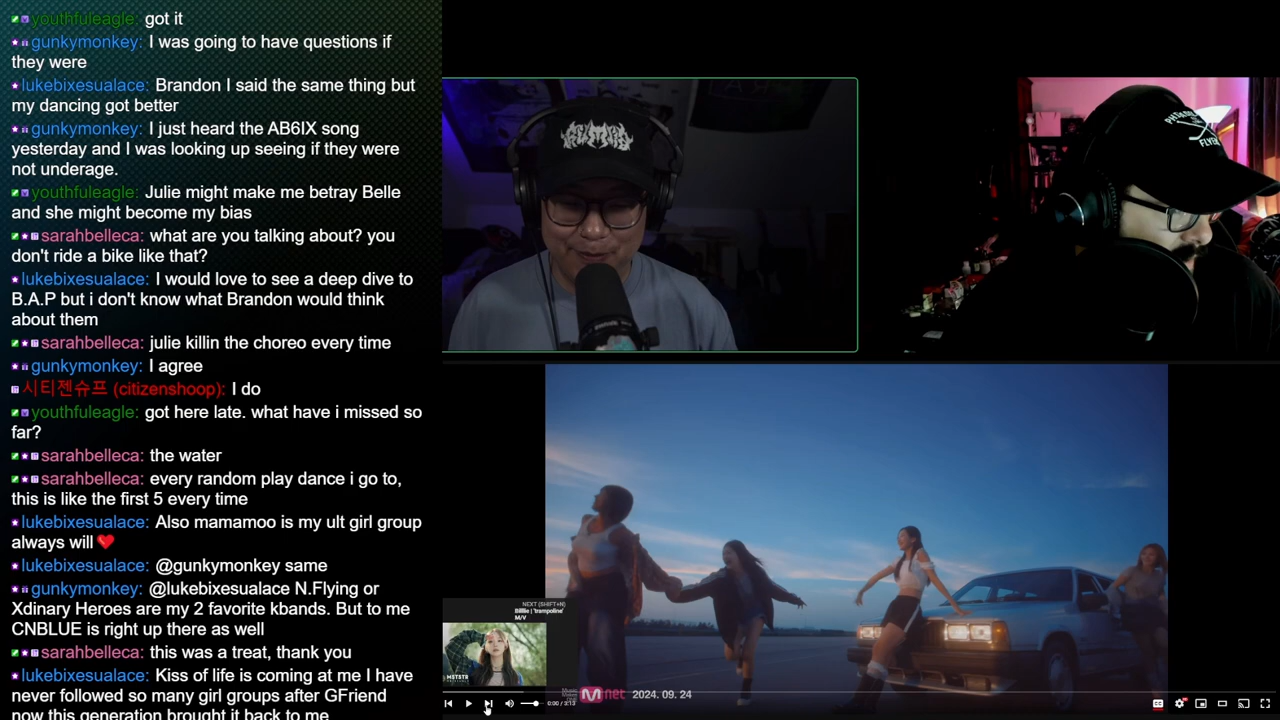 youthfuleagle: got it
gunkymonkey: I was going to have questions if
they were
lukebixesualace: Brandon I said the same thing but
my dancing got better
gunkymonkey: I just heard the AB6IX song
yesterday and I was looking up seeing if they were
not underage.
youthfuleagle: Julie might make me betray Belle
and she might become my bias
sarahbelleca: what are you talking about? you
don't ride a bike like that?
lukebixesualace: I would love to see a deep dive to
B.A.P but i don't know what Brandon would think
about them
sarahbelleca: julie killin the choreo every time
gunkymonkey: I agree
시티젠슈프 (citizenshoop): I do
youthfuleagle: got here late. what have i missed so
far?
sarahbelleca: the water
sarahbelleca: every random play dance i go to,
this is like the first 5 every time
lukebixesualace: Also mamamoo is my ult girl group
always will❤
lukebixesualace: @gunkymonkey same
gunkymonkey: @lukebixesualace N.Flying or
Xdinary Heroes are my 2 favorite kbands. But to me
CNBLUE is right up there as well
sarahbelleca: this was a treat, thank you
lukebixesualace: Kiss of life is coming at me I have
never followed so many girl groups after GFriend
now this generation brought it back to me
NEXT (SHIFT+N)
Billlie | 'trampoline'
M/V
Mnet 2024. 09. 24
0:00 / 3:13